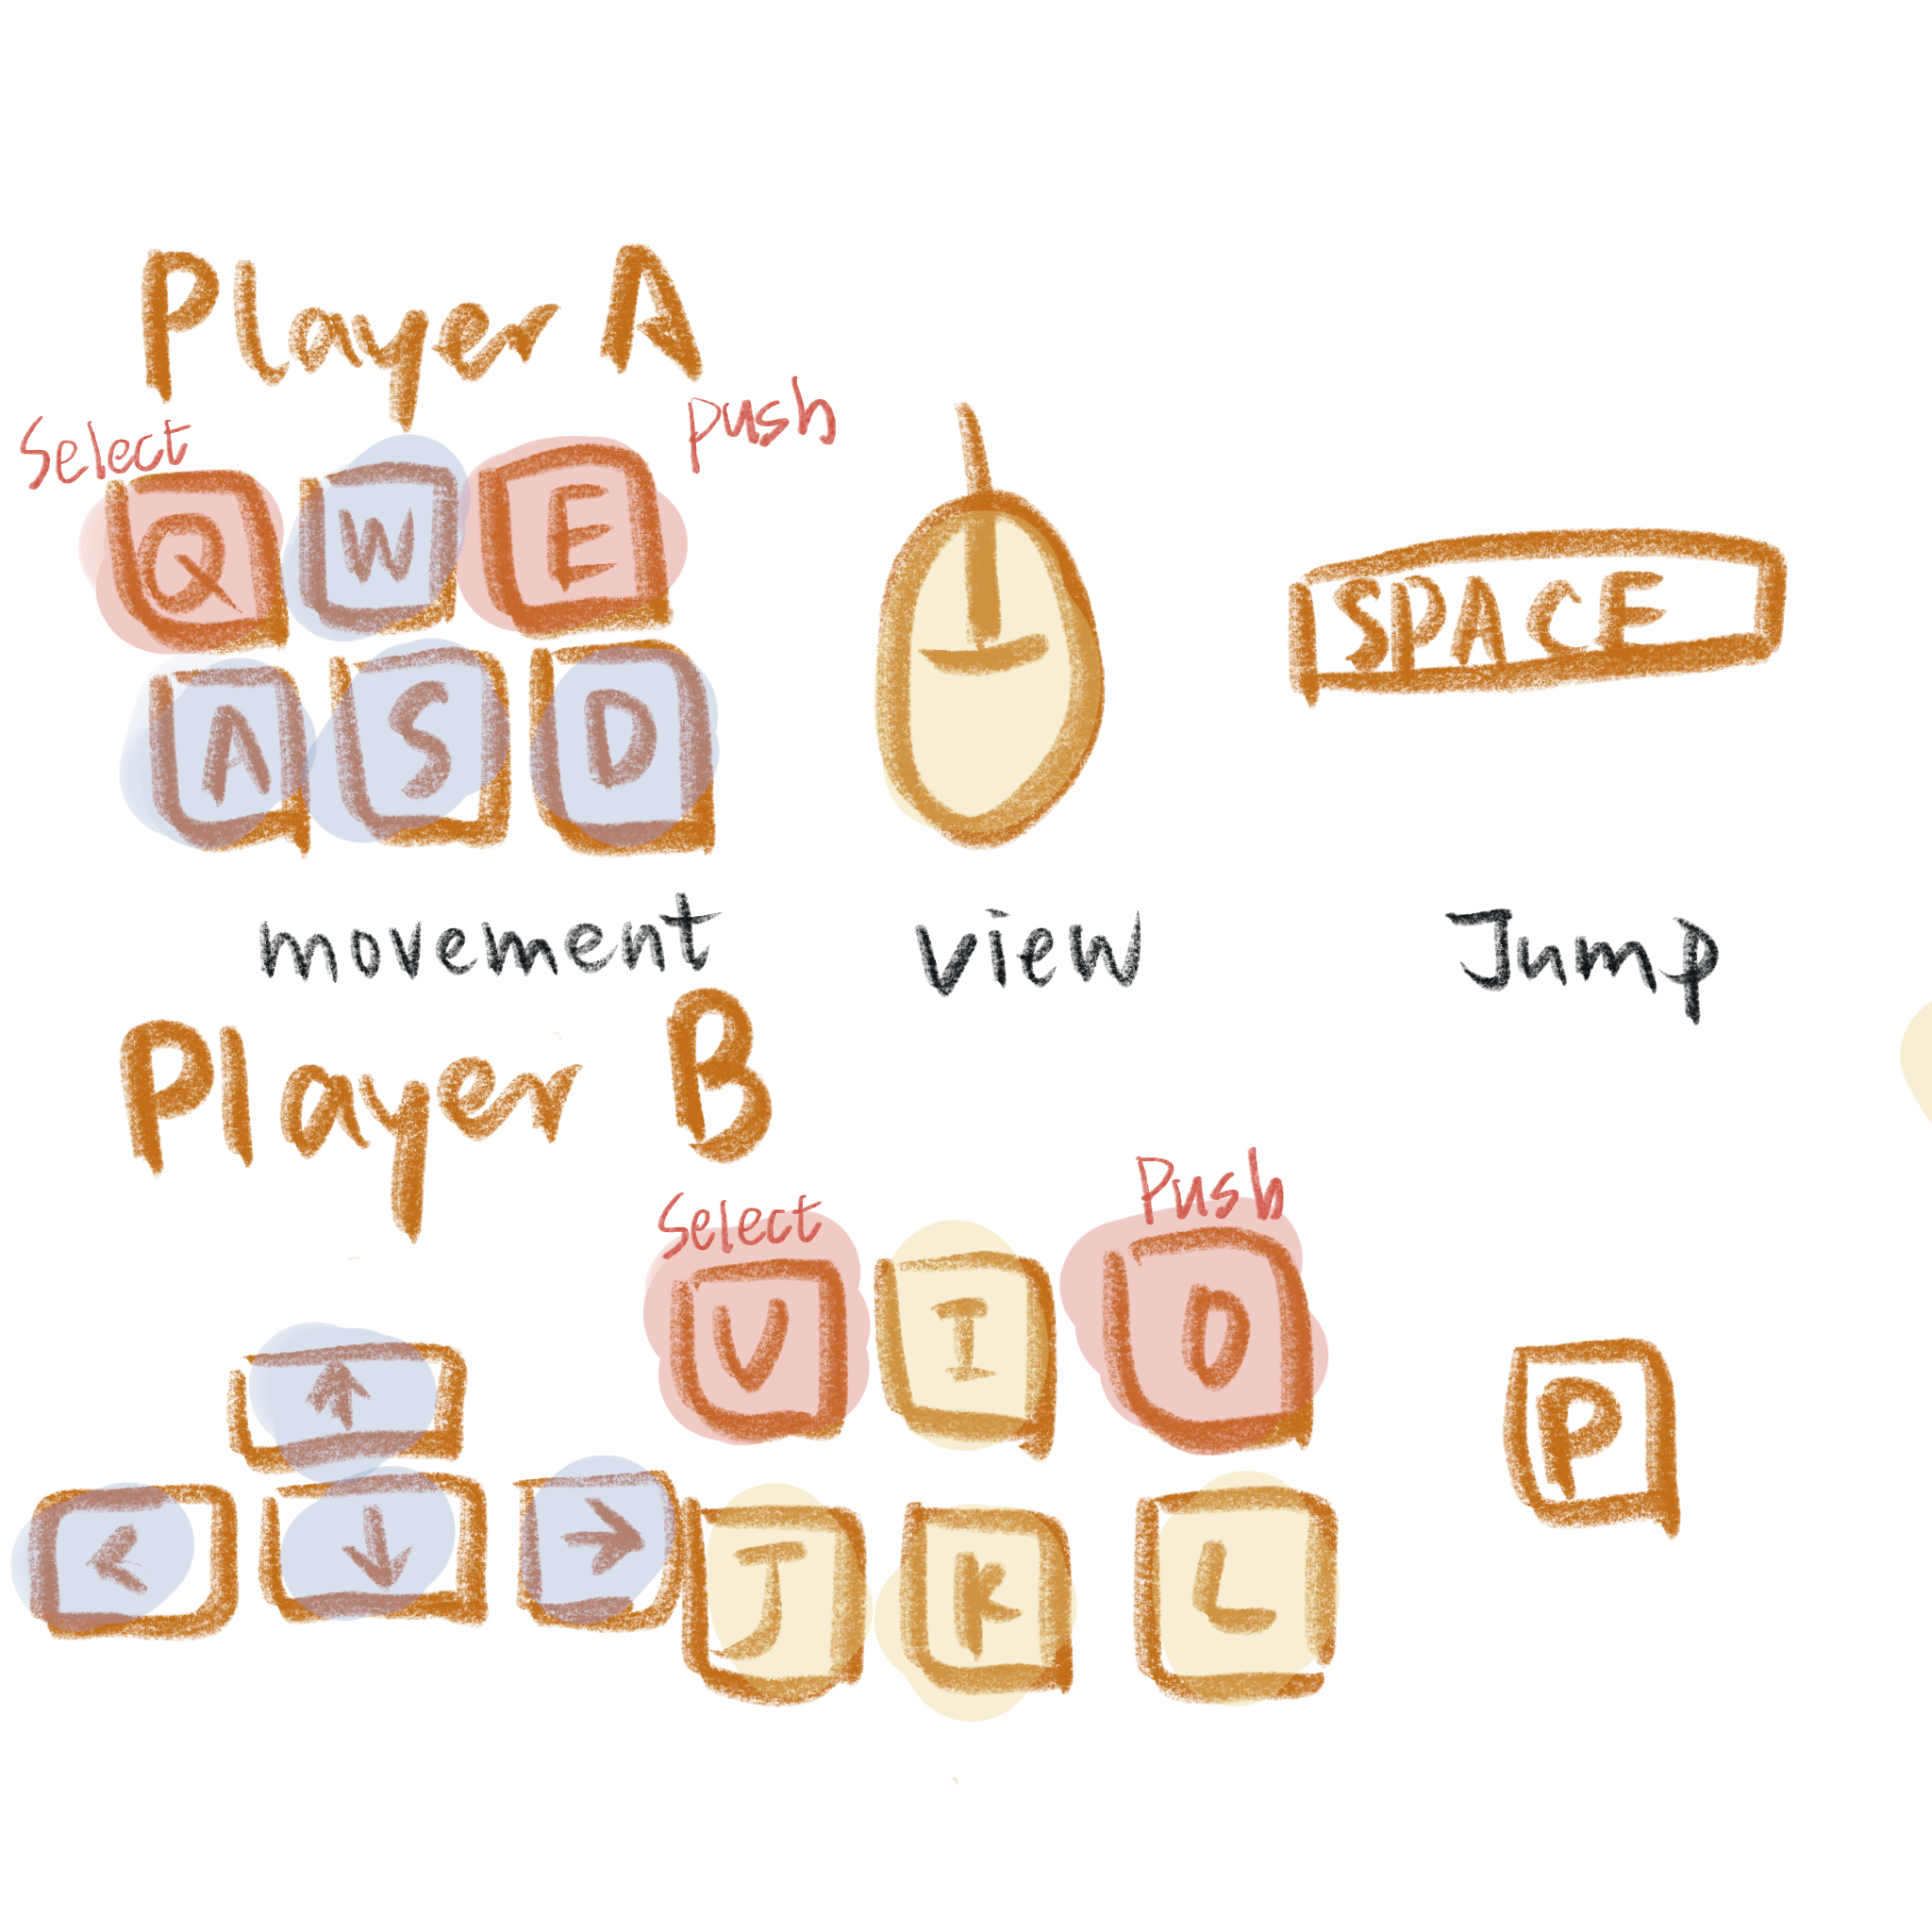 Player A
Select push
Q W E
SPACE
A S D
movement view Jump
Player B
Select Push
U I O
↑ P
< ↓ → J K L